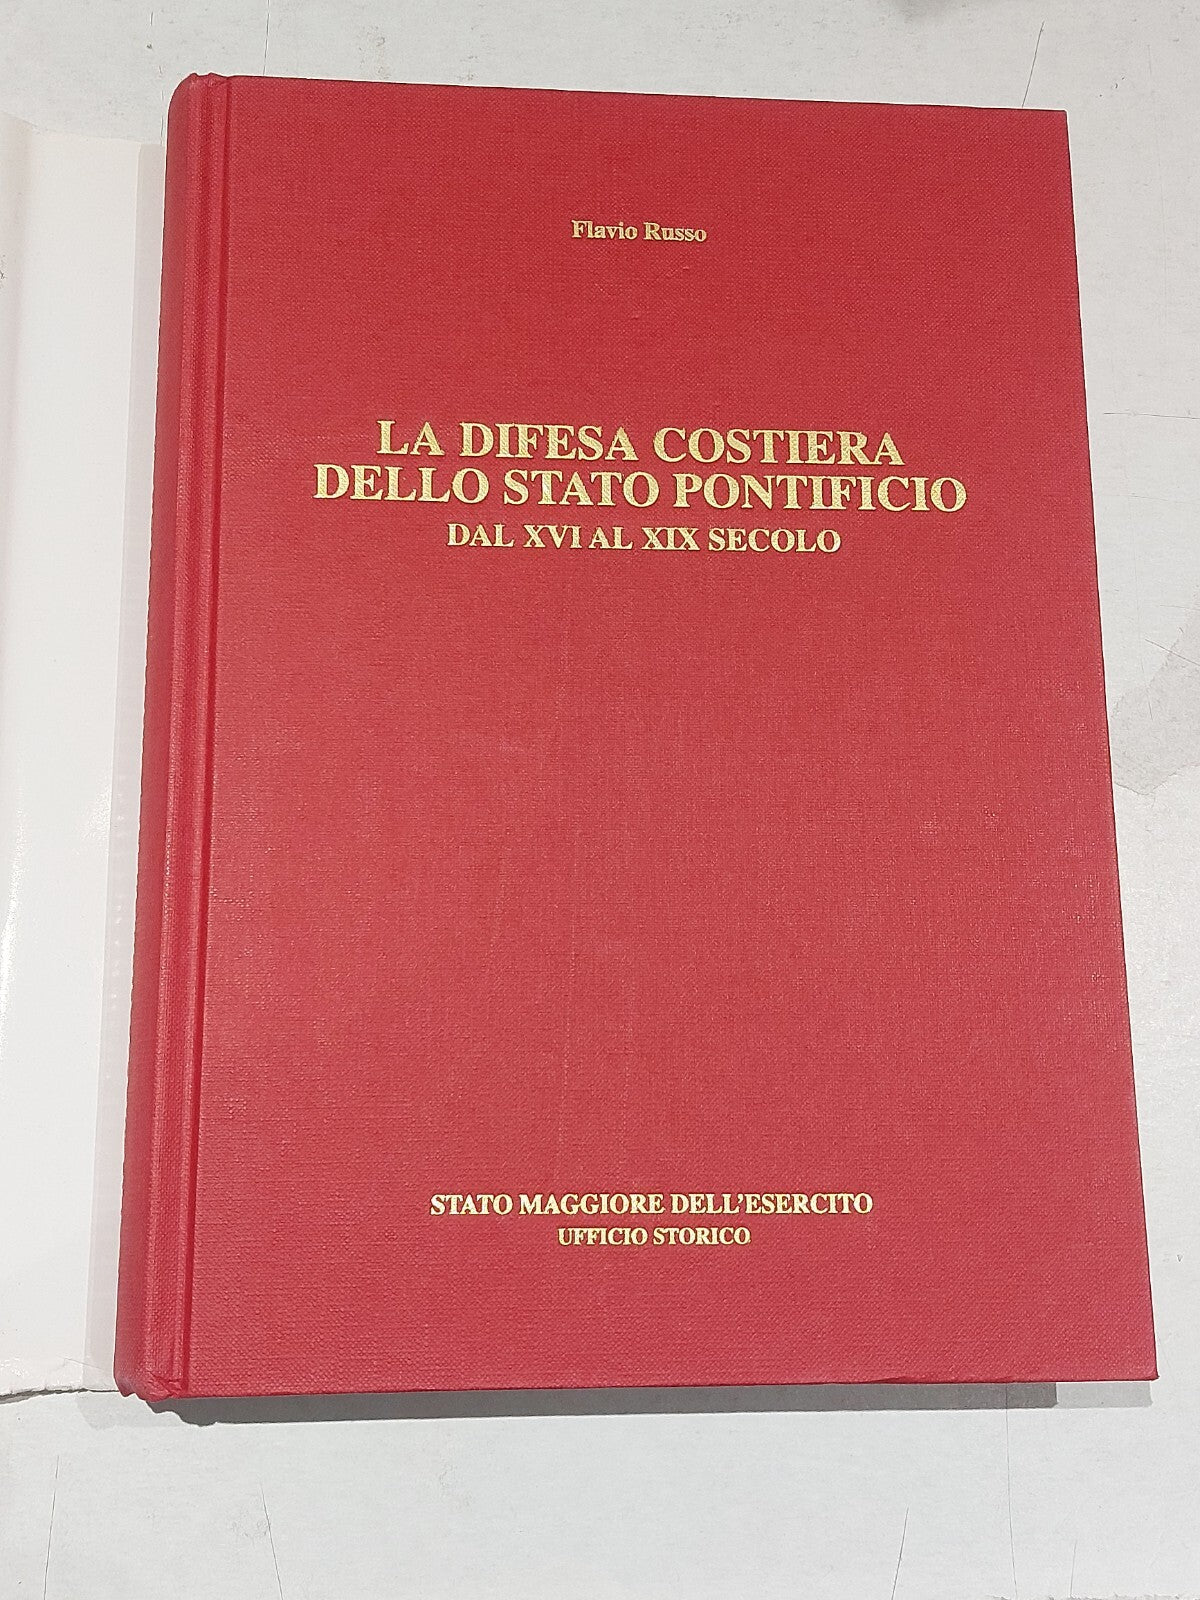 Flavio Russo
LA DIFESA COSTIERA
DELLO STATO PONTIFICIO
DAL XVI AL XIX SECOLO
STATO MAGGIORE DELL'ESERCITO
UFFICIO STORICO